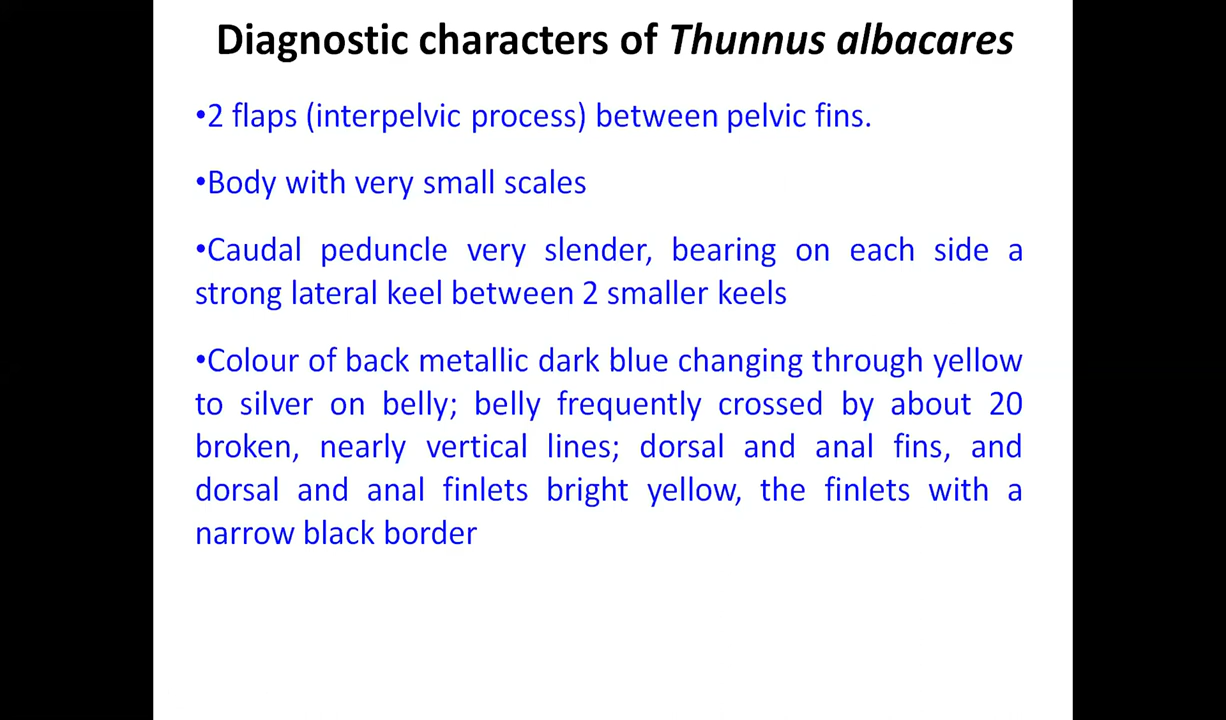 Diagnostic characters of Thunnus albacares
•2 flaps (interpelvic process) between pelvic fins.
•Body with very small scales
•Caudal peduncle very slender, bearing on each side a
strong lateral keel between 2 smaller keels
•Colour of back metallic dark blue changing through yellow
to silver on belly; belly frequently crossed by about 20
broken, nearly vertical lines; dorsal and anal fins, and
dorsal and anal finlets bright yellow, the finlets with a
narrow black border